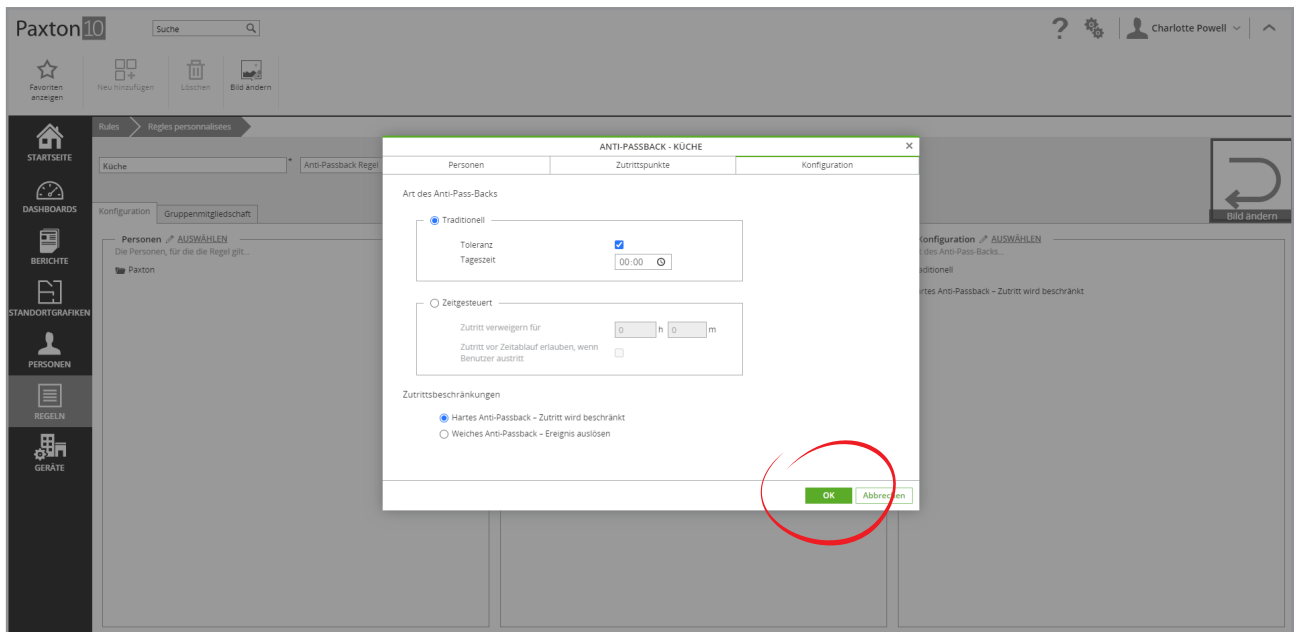 Paxton10
Suche
?
Charlotte Powell
Favoriten anzeigen
Neu hinzufügen
Löschen
Bild ändern
Rules
Règles personnalisées
STARTSEITE
DASHBOARDS
BERICHTE
STANDORTGRAFIKEN
PERSONEN
REGELN
GERÄTE
Küche
*
Anti-Passback Regel
Bild ändern
Konfiguration
Gruppenmitgliedschaft
Personen AUSWÄHLEN
Die Personen, für die die Regel gilt...
Paxton
ANTI-PASSBACK - KÜCHE
Personen
Zutrittspunkte
Konfiguration
Art des Anti-Pass-Backs
Traditionell
Toleranz
Tageszeit
00:00
Zeitgesteuert
Zutritt verweigern für
0 h 0 m
Zutritt vor Zeitablauf erlauben, wenn
Benutzer austritt
Zutrittsbeschränkungen
Hartes Anti-Passback – Zutritt wird beschränkt
Weiches Anti-Passback – Ereignis auslösen
OK
Abbrechen
Konfiguration AUSWÄHLEN
des Anti-Pass-Backs...
aditionell
rtes Anti-Passback – Zutritt wird beschränkt